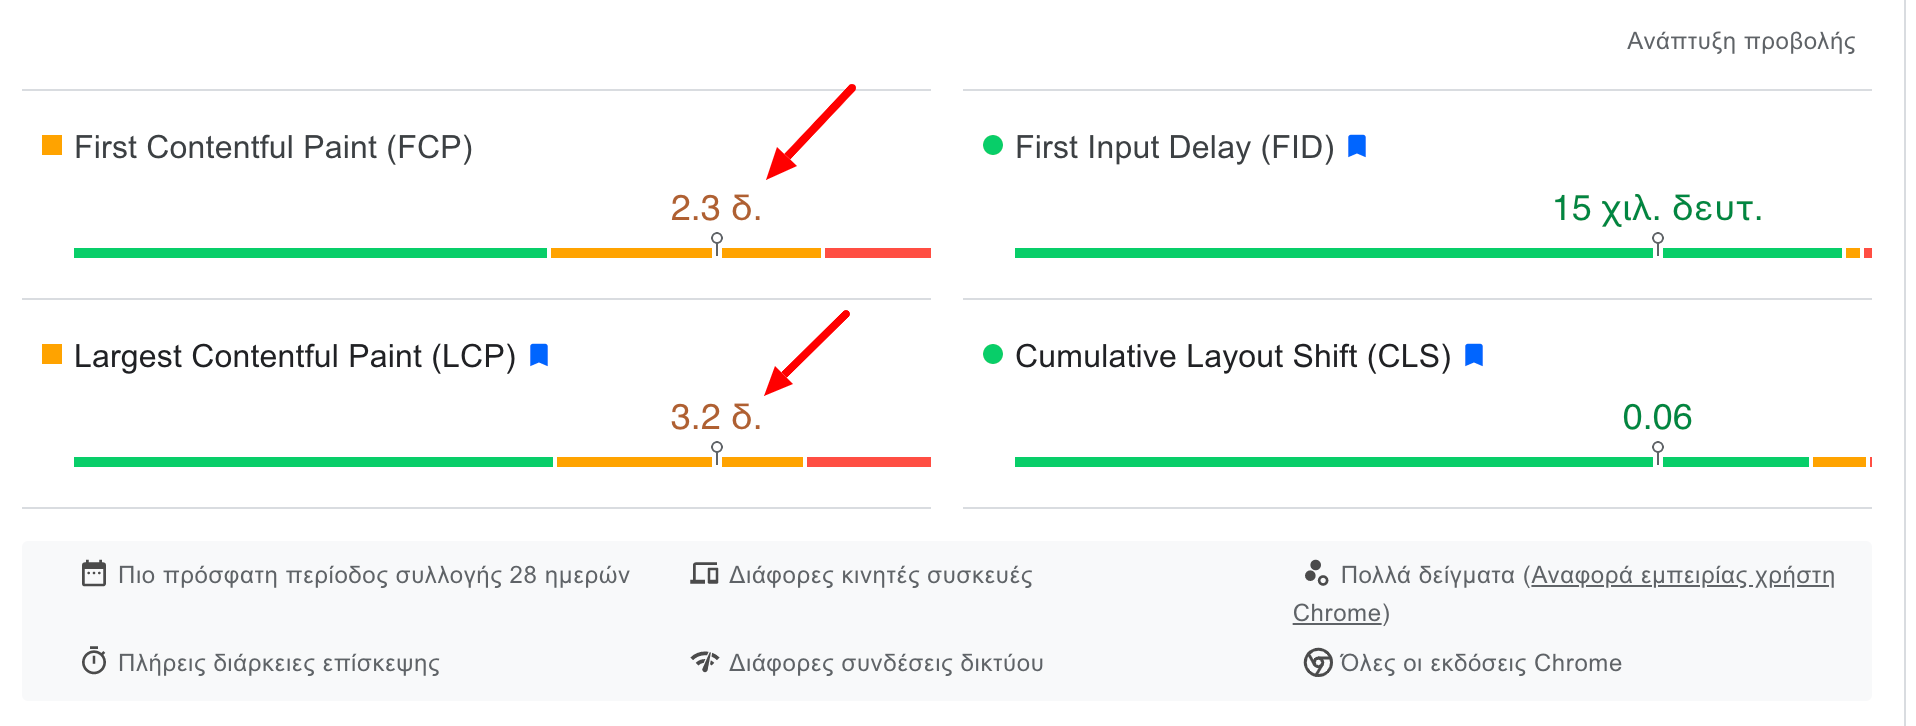 Ανάπτυξη προβολής
First Contentful Paint (FCP)
2.3 δ.
First Input Delay (FID)
15 χιλ. δευτ.
Largest Contentful Paint (LCP)
3.2 δ.
Cumulative Layout Shift (CLS)
0.06
Πιο πρόσφατη περίοδος συλλογής 28 ημερών
Διάφορες κινητές συσκευές
Πολλά δείγματα (Αναφορά εμπειρίας χρήστη
Chrome)
Πλήρεις διάρκειες επίσκεψης
Διάφορες συνδέσεις δικτύου
Όλες οι εκδόσεις Chrome